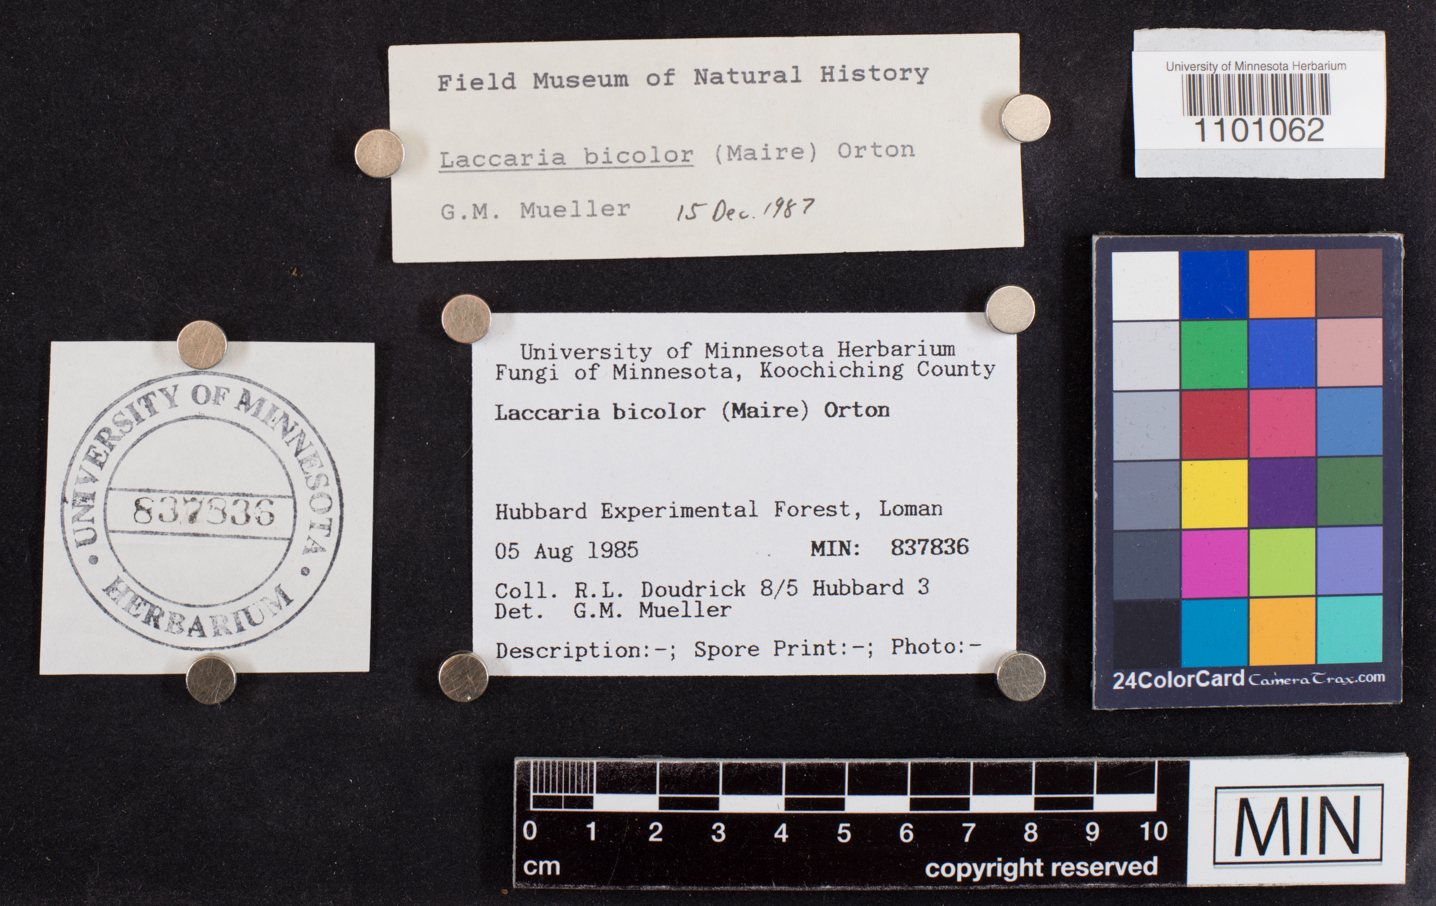 Field Museum of Natural History
Laccaria bicolor (Maire) Orton
G.M. Mueller 15 Dec. 1987
University of Minnesota Herbarium
1101062
UNIVERSITY OF MINNESOTA
837836
HERBARIUM
University of Minnesota Herbarium
Fungi of Minnesota, Koochiching County
Laccaria bicolor (Maire) Orton
Hubbard Experimental Forest, Loman
05 Aug 1985 MIN: 837836
Coll. R.L. Doudrick 8/5 Hubbard 3
Det. G.M. Mueller
Description:-; Spore Print:-; Photo:-
24ColorCard CameraTrax.com
0 1 2 3 4 5 6 7 8 9 10
cm copyright reserved
MIN